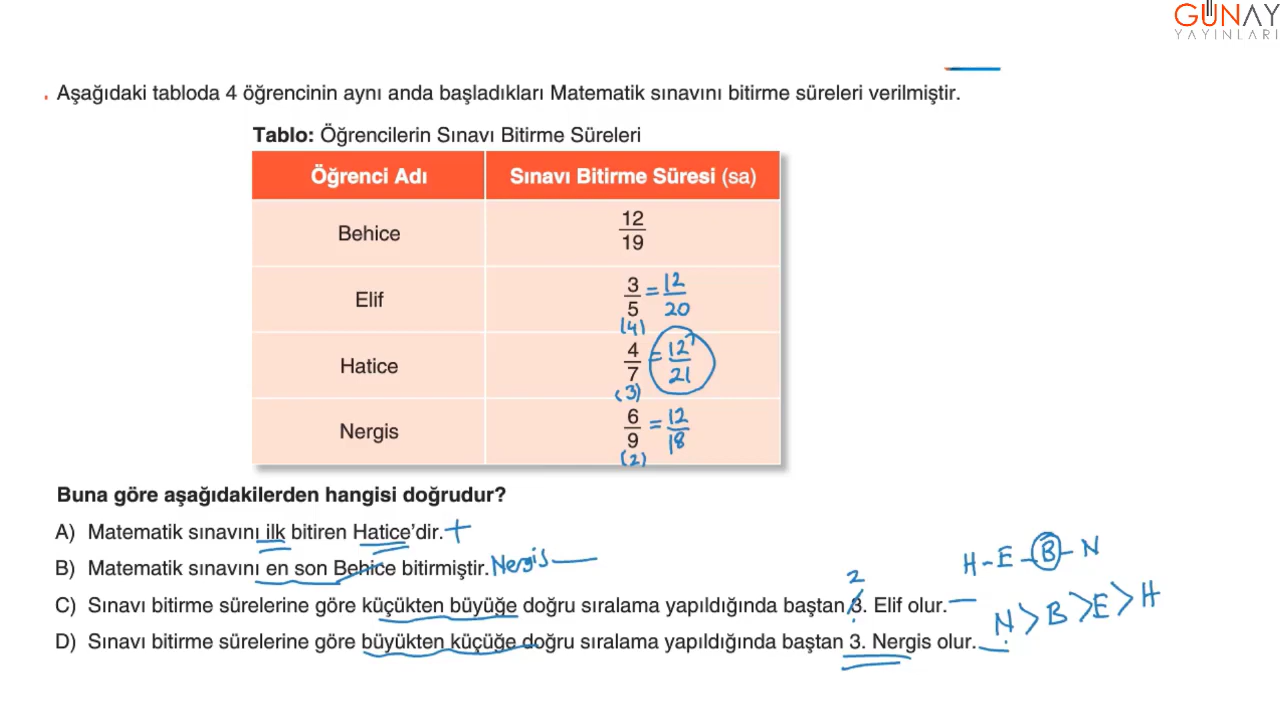 GÜNAY
YAYINLARI
. Aşağıdaki tabloda 4 öğrencinin aynı anda başladıkları Matematik sınavını bitirme süreleri verilmiştir.
Tablo: Öğrencilerin Sınavı Bitirme Süreleri
Öğrenci Adı Sınavı Bitirme Süresi (sa)
Behice 12/19
Elif 3/5 = 12/20
(4)
Hatice 4/7 = 12/21
(3)
Nergis 6/9 = 12/18
(2)
Buna göre aşağıdakilerden hangisi doğrudur?
A) Matematik sınavını ilk bitiren Hatice'dir. +
B) Matematik sınavını en son Behice bitirmiştir. Nergis —
H - E - B - N
2
C) Sınavı bitirme sürelerine göre küçükten büyüğe doğru sıralama yapıldığında baştan 3. Elif olur. —
N > B > E > H
D) Sınavı bitirme sürelerine göre büyükten küçüğe doğru sıralama yapıldığında baştan 3. Nergis olur. —